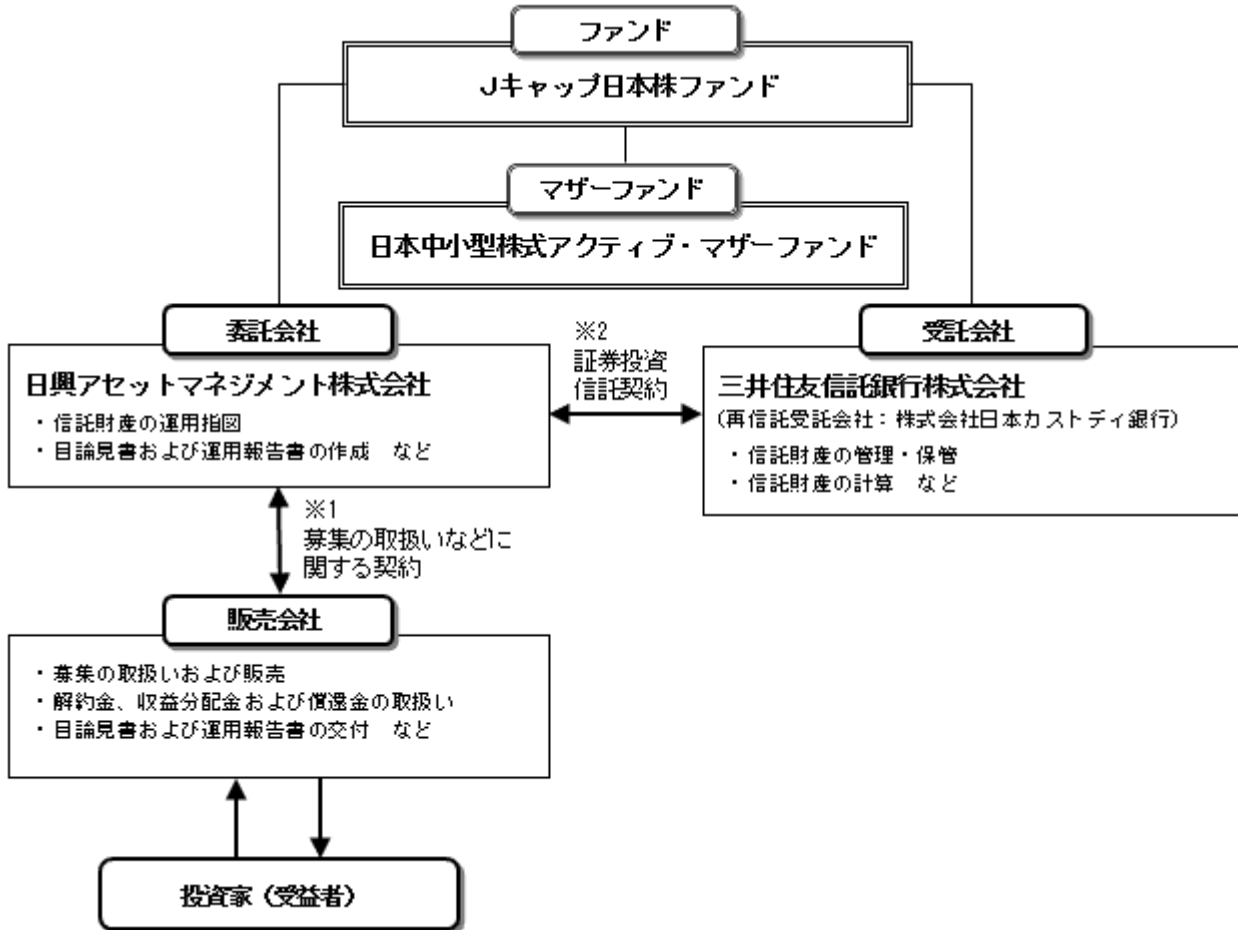 ファンド
Jキャップ日本株ファンド
マザーファンド
日本中小型株式アクティブ・マザーファンド
委託会社
日興アセットマネジメント株式会社
・信託財産の運用指図
・目論見書および運用報告書の作成　など
※2
証券投資
信託契約
受託会社
三井住友信託銀行株式会社
(再信託受託会社：株式会社日本カストディ銀行)
・信託財産の管理・保管
・信託財産の計算　など
※1
募集の取扱いなどに
関する契約
販売会社
・募集の取扱いおよび販売
・解約金、収益分配金および償還金の取扱い
・目論見書および運用報告書の交付　など
投資家（受益者）